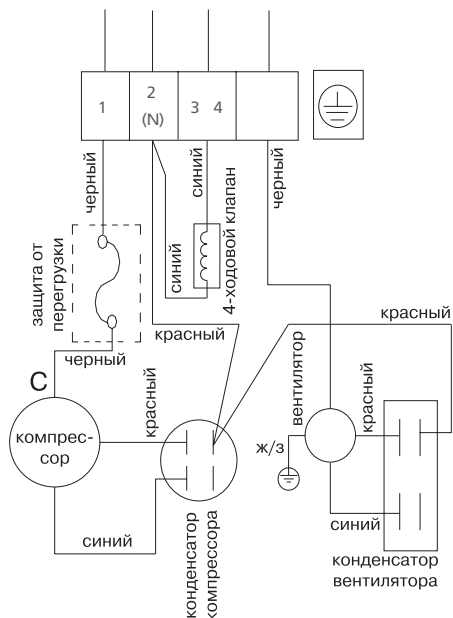 1
2
(N)
3 4
черный
синий
черный
синий
4-ходовой клапан
защита от
перегрузки
черный
красный
красный
C
компрес-
сор
красный
синий
конденсатор
компрессора
вентилятор
ж/з
красный
синий
конденсатор
вентилятора